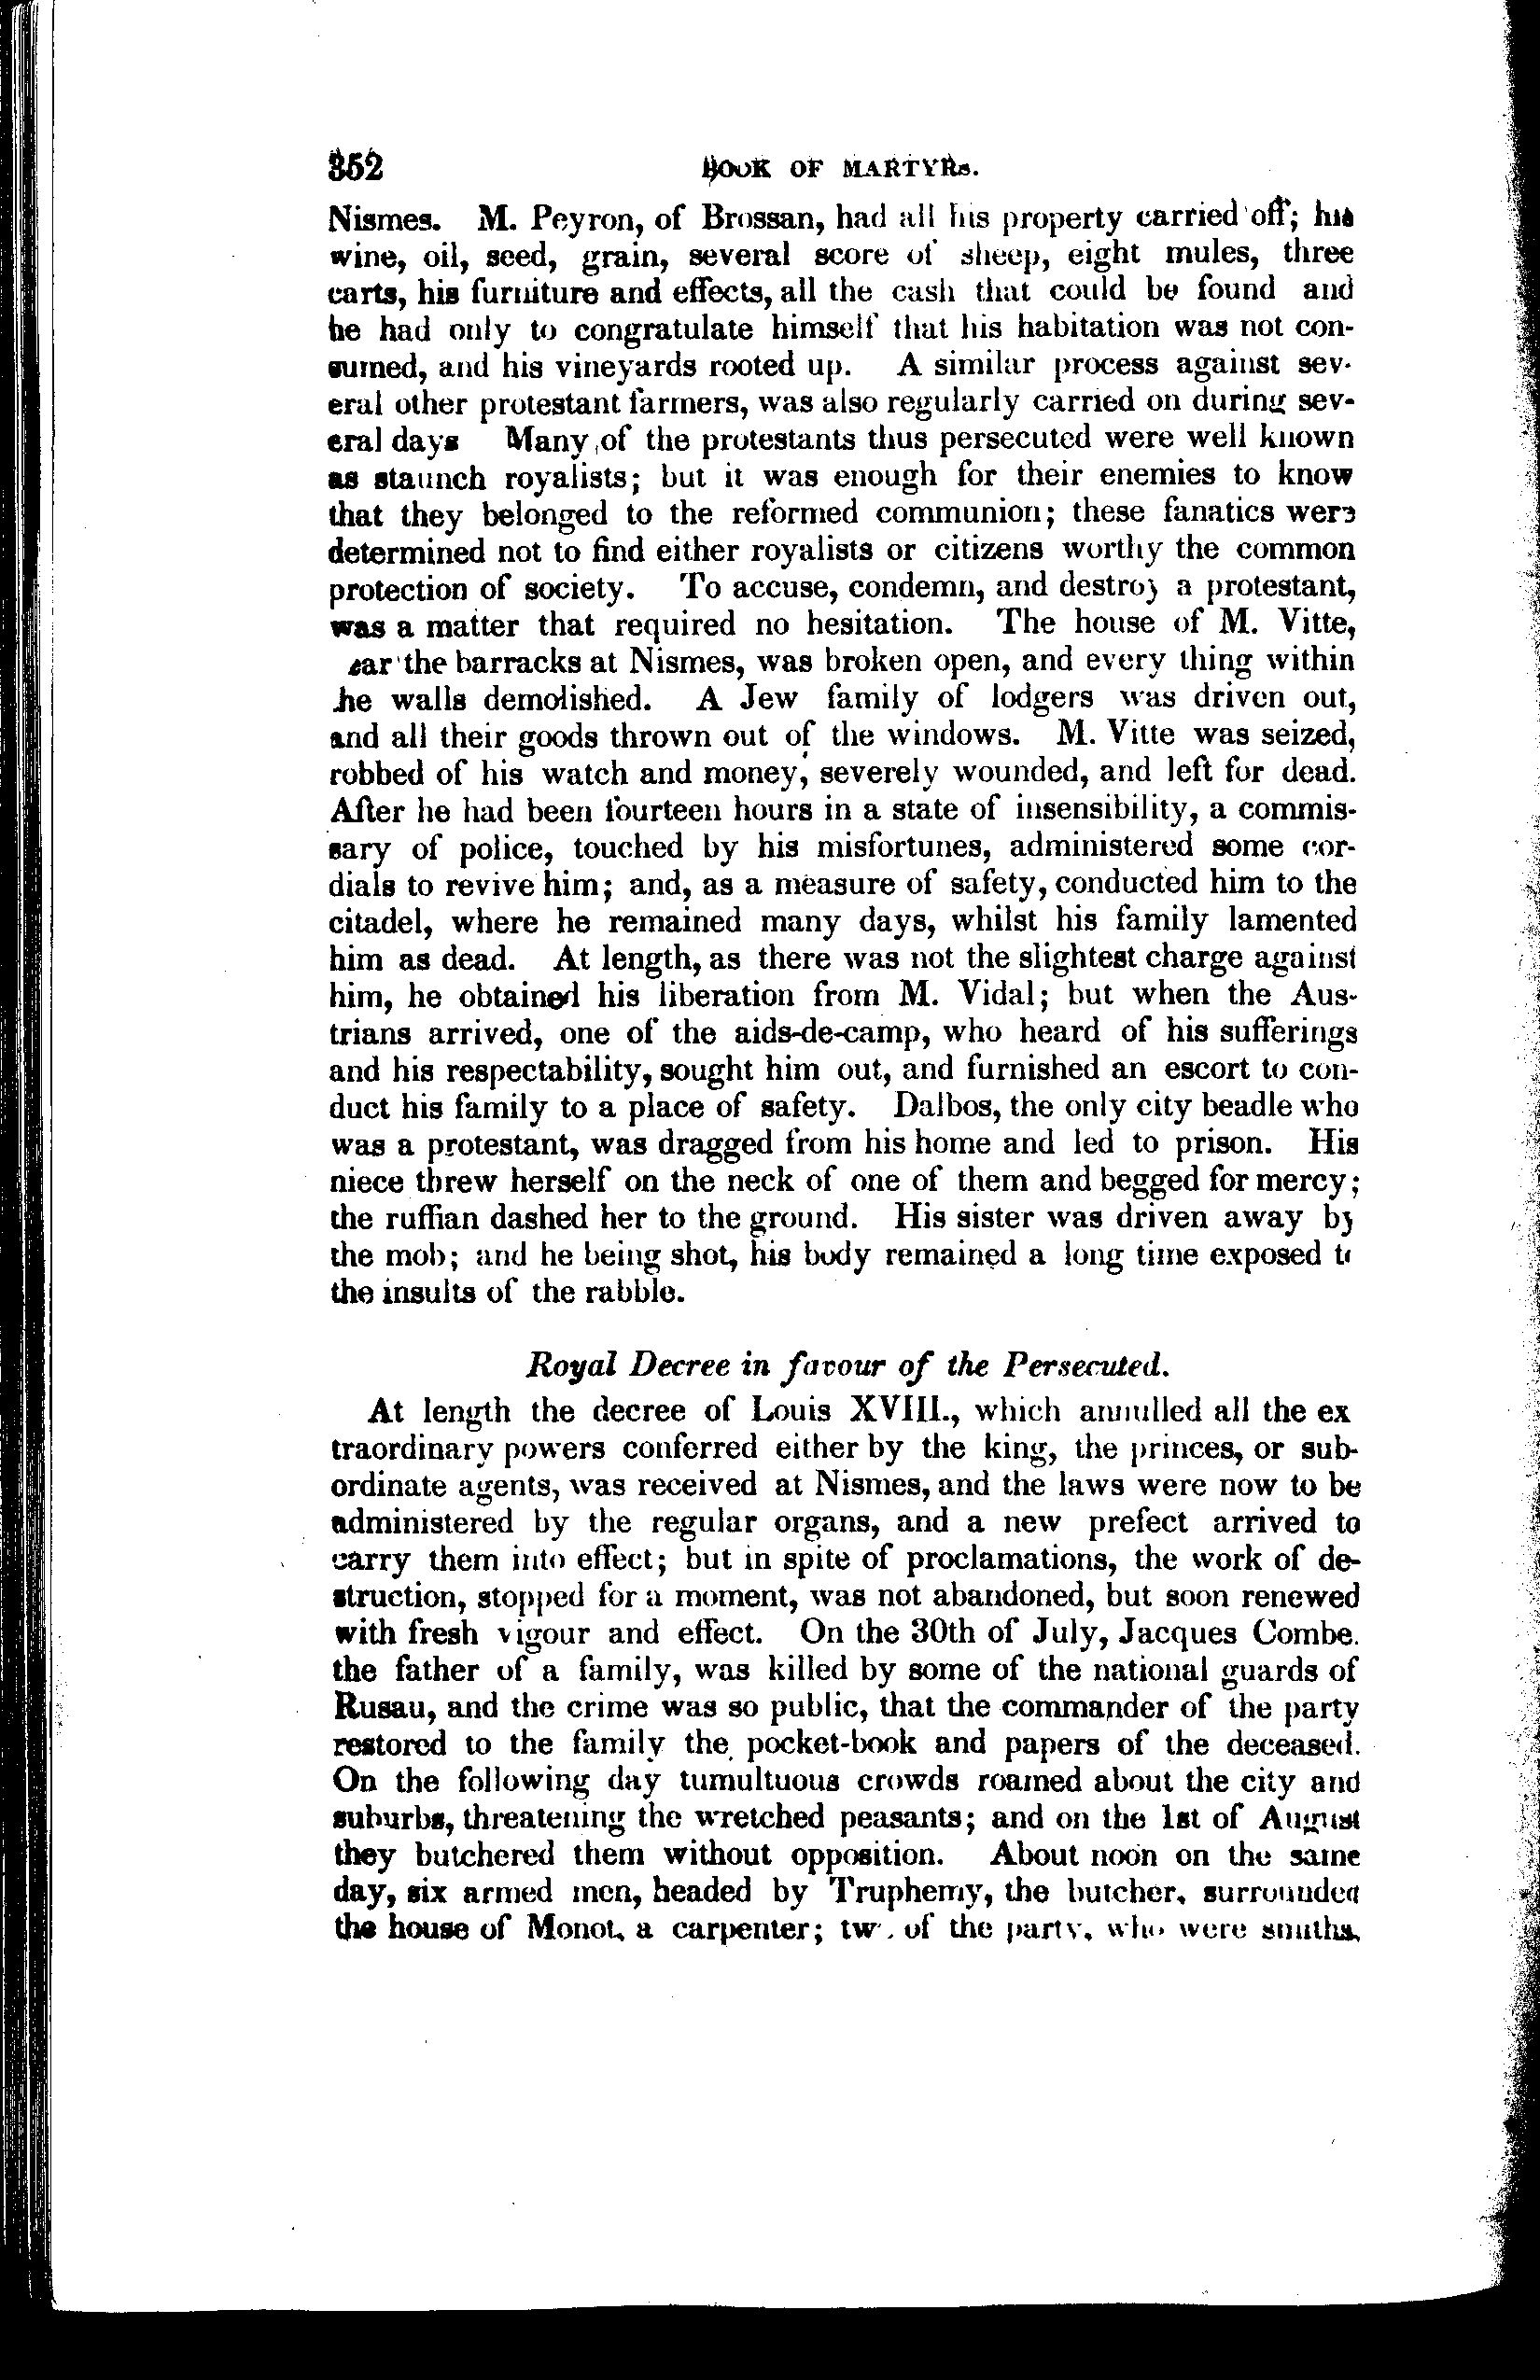 352 BOOK OF MARTYRS.
Nismes. M. Peyron, of Brossan, had all his property carried off; his
wine, oil, seed, grain, several score of sheep, eight mules, three
carts, his furniture and effects, all the cash that could be found and
he had only to congratulate himself that his habitation was not con-
sumed, and his vineyards rooted up. A similar process against sev-
eral other protestant farmers, was also regularly carried on during sev-
eral days Many of the protestants thus persecuted were well known
as staunch royalists; but it was enough for their enemies to know
that they belonged to the reformed communion; these fanatics were
determined not to find either royalists or citizens worthy the common
protection of society. To accuse, condemn, and destroy a protestant,
was a matter that required no hesitation. The house of M. Vitte,
ear the barracks at Nismes, was broken open, and every thing within
he walls demolished. A Jew family of lodgers was driven out,
and all their goods thrown out of the windows. M. Vitte was seized,
robbed of his watch and money, severely wounded, and left for dead.
After he had been fourteen hours in a state of insensibility, a commis-
sary of police, touched by his misfortunes, administered some cor-
dials to revive him; and, as a measure of safety, conducted him to the
citadel, where he remained many days, whilst his family lamented
him as dead. At length, as there was not the slightest charge against
him, he obtained his liberation from M. Vidal; but when the Aus-
trians arrived, one of the aids-de-camp, who heard of his sufferings
and his respectability, sought him out, and furnished an escort to con-
duct his family to a place of safety. Dalbos, the only city beadle who
was a protestant, was dragged from his home and led to prison. His
niece threw herself on the neck of one of them and begged for mercy;
the ruffian dashed her to the ground. His sister was driven away by
the mob; and he being shot, his body remained a long time exposed to
the insults of the rabble.
Royal Decree in favour of the Persecuted.
At length the decree of Louis XVIII., which annulled all the ex
traordinary powers conferred either by the king, the princes, or sub-
ordinate agents, was received at Nismes, and the laws were now to be
administered by the regular organs, and a new prefect arrived to
carry them into effect; but in spite of proclamations, the work of de-
struction, stopped for a moment, was not abandoned, but soon renewed
with fresh vigour and effect. On the 30th of July, Jacques Combe.
the father of a family, was killed by some of the national guards of
Rusau, and the crime was so public, that the commander of the party
restored to the family the pocket-book and papers of the deceased.
On the following day tumultuous crowds roamed about the city and
suburbs, threatening the wretched peasants; and on the 1st of August
they butchered them without opposition. About noon on the same
day, six armed men, headed by Truphemy, the butcher, surrounded
the house of Monot, a carpenter; two of the party, who were smiths,